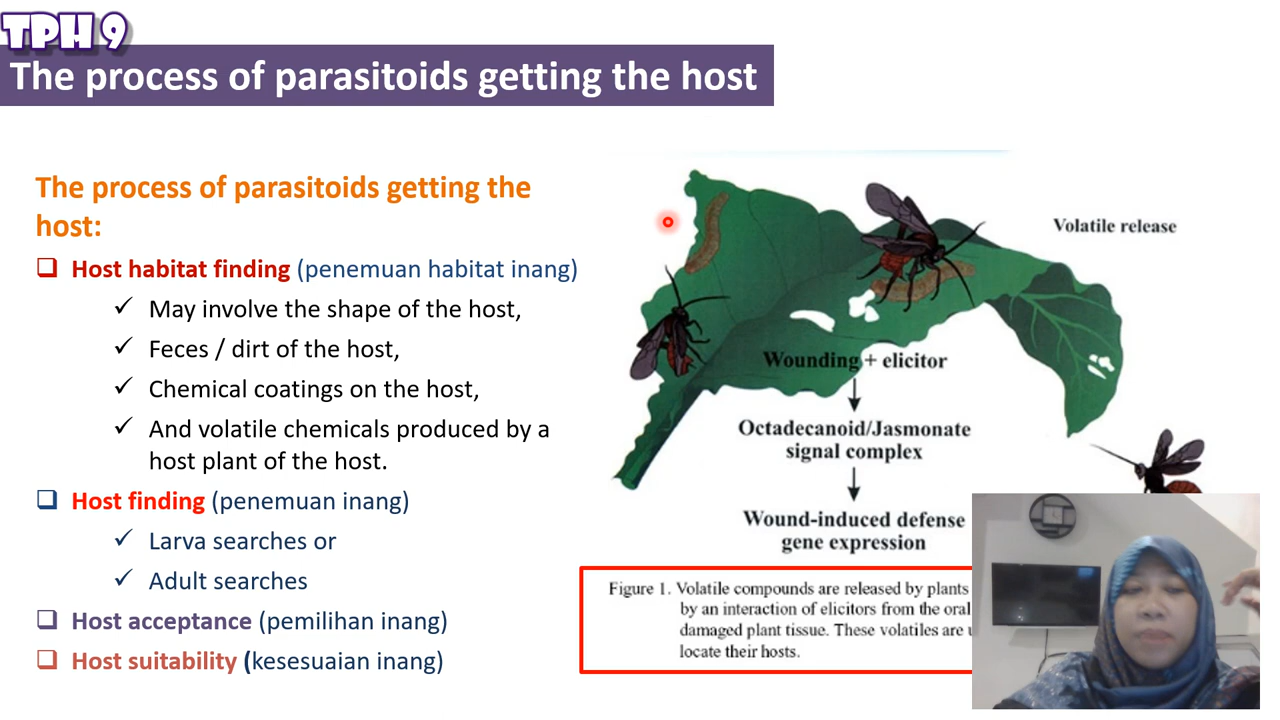 TPH 9
The process of parasitoids getting the host
The process of parasitoids getting the
host:
Host habitat finding (penemuan habitat inang)
May involve the shape of the host,
Feces / dirt of the host,
Chemical coatings on the host,
And volatile chemicals produced by a
host plant of the host.
Host finding (penemuan inang)
Larva searches or
Adult searches
Host acceptance (pemilihan inang)
Host suitability (kesesuaian inang)
Volatile release
Wounding + elicitor
Octadecanoid/Jasmonate
signal complex
Wound-induced defense
gene expression
Figure 1. Volatile compounds are released by plants
by an interaction of elicitors from the oral
damaged plant tissue. These volatiles are
locate their hosts.